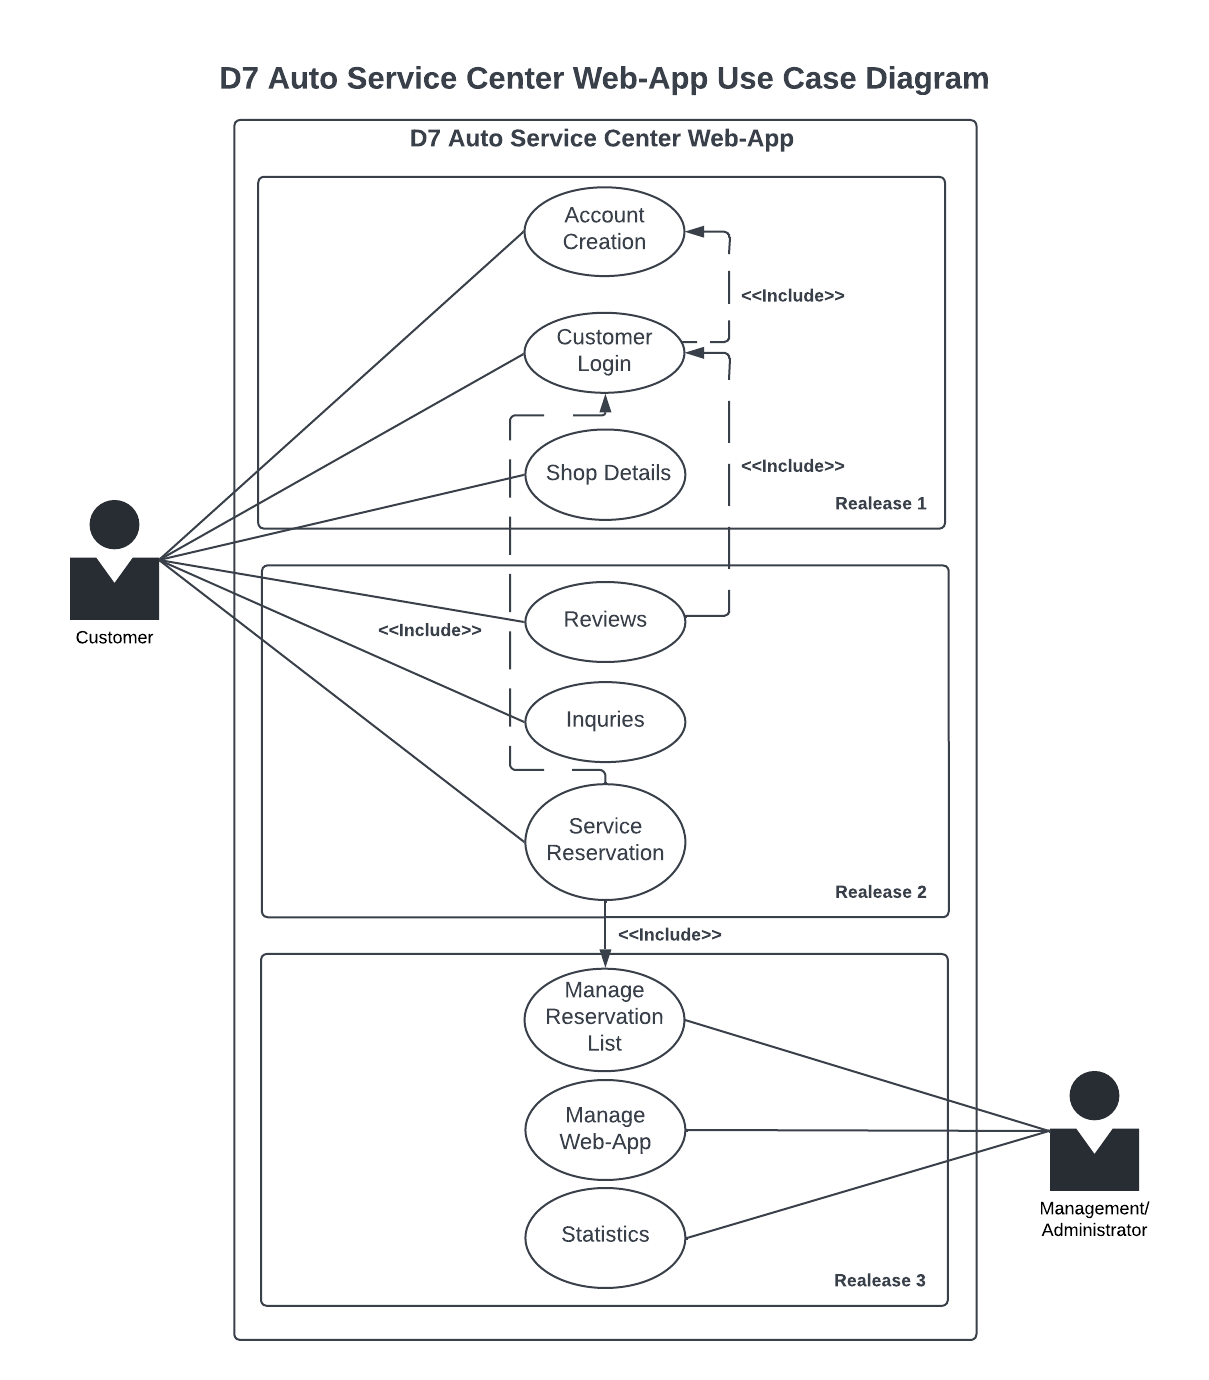 D7 Auto Service Center Web-App Use Case Diagram
D7 Auto Service Center Web-App
Account
Creation
<<Include>>
Customer
Login
<<Include>>
Shop Details
Realease 1
Customer
Reviews
<<Include>>
Inquries
Service
Reservation
Realease 2
<<Include>>
Manage
Reservation
List
Manage
Web-App
Management/
Administrator
Statistics
Realease 3